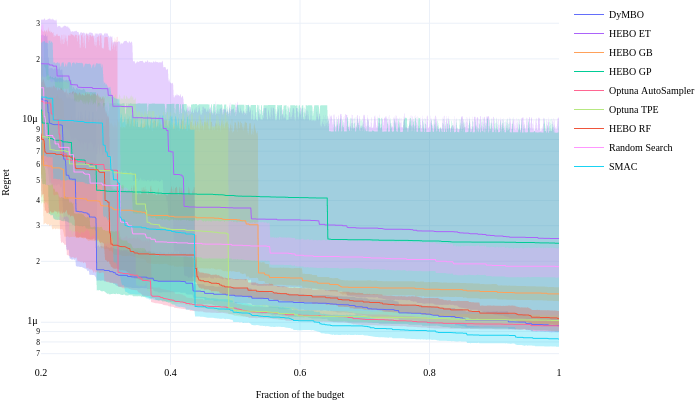 3
2
10μ
9
8
7
6
5
4
3
2
1μ
9
8
7
Regret
0.2
0.4
0.6
0.8
1
Fraction of the budget
DyMBO
HEBO ET
HEBO GB
HEBO GP
Optuna AutoSampler
Optuna TPE
HEBO RF
Random Search
SMAC